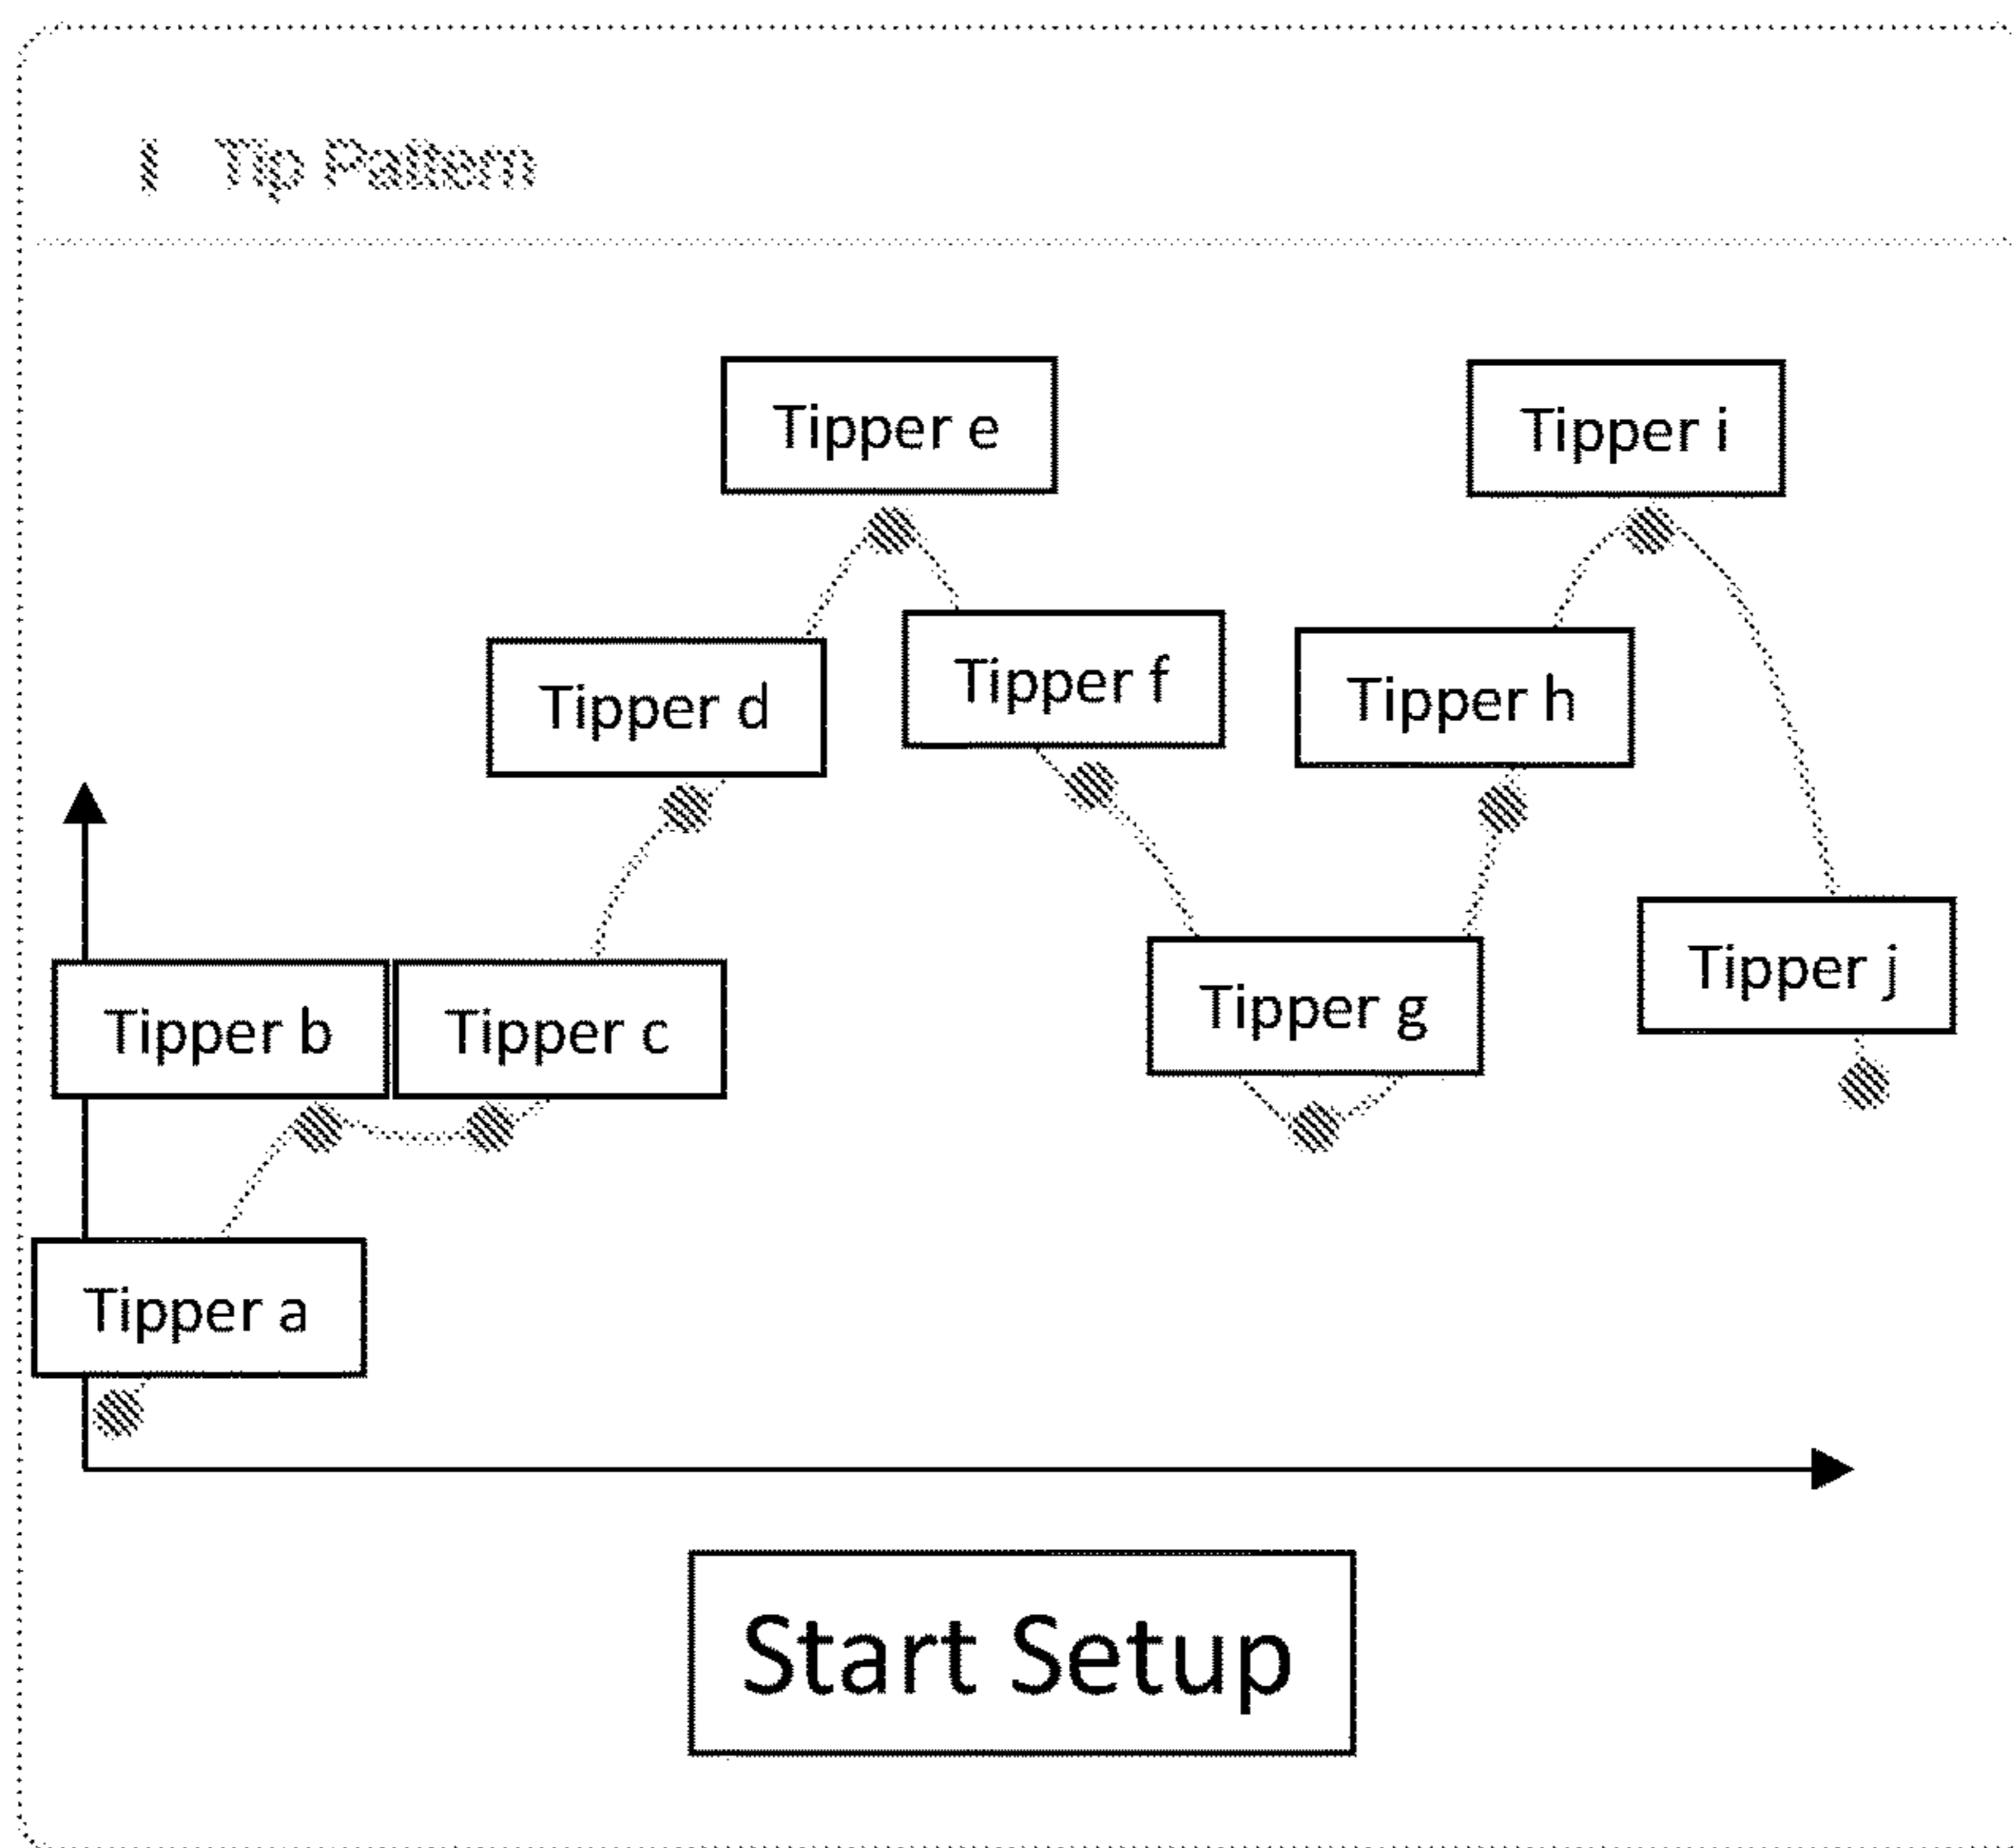 Tip Pattern
Tipper e
Tipper i
Tipper f
Tipper h
Tipper d
Tipper j
Tipper g
Tipper b
Tipper c
Tipper a
Start Setup